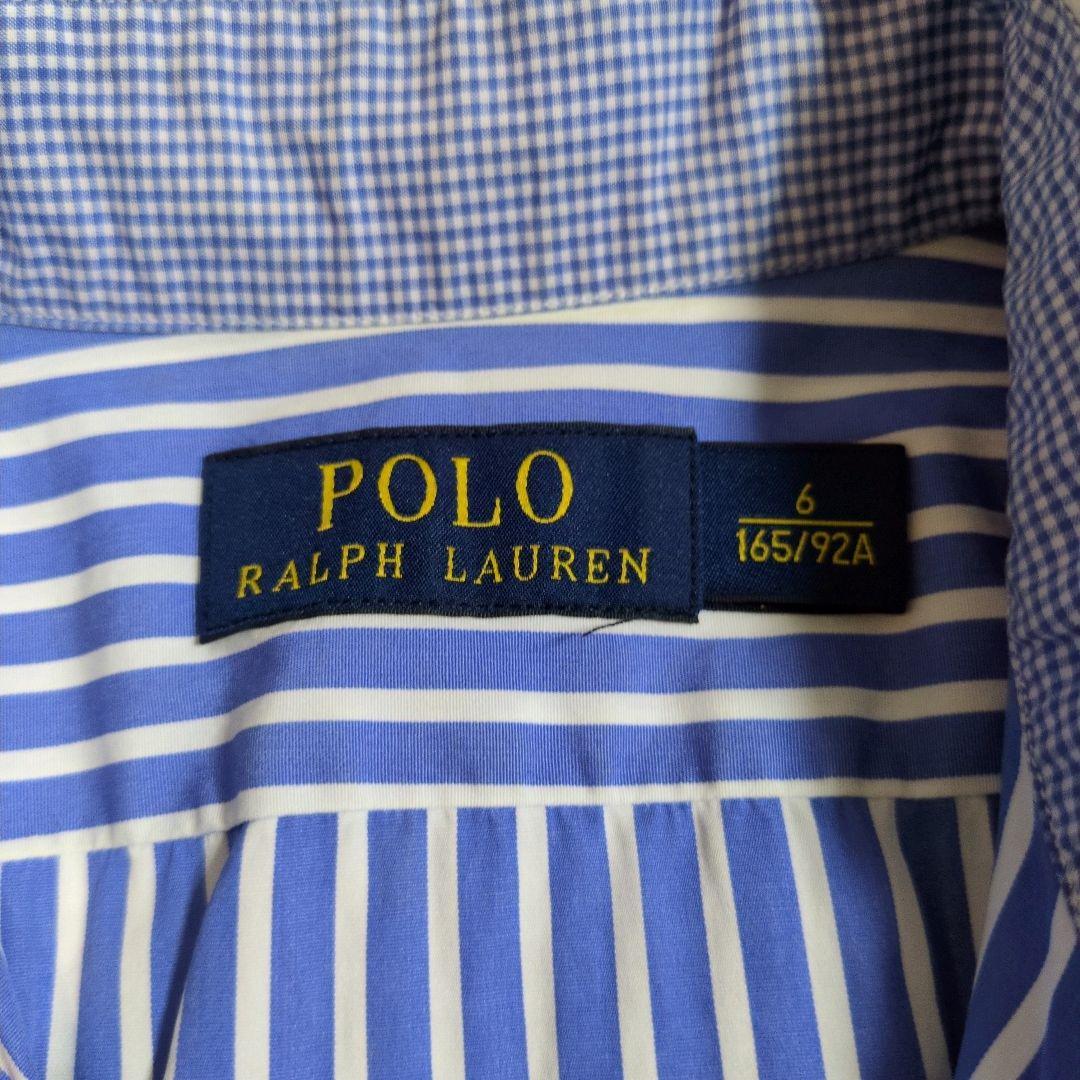 POLO
RALPH LAUREN
6
165/92A